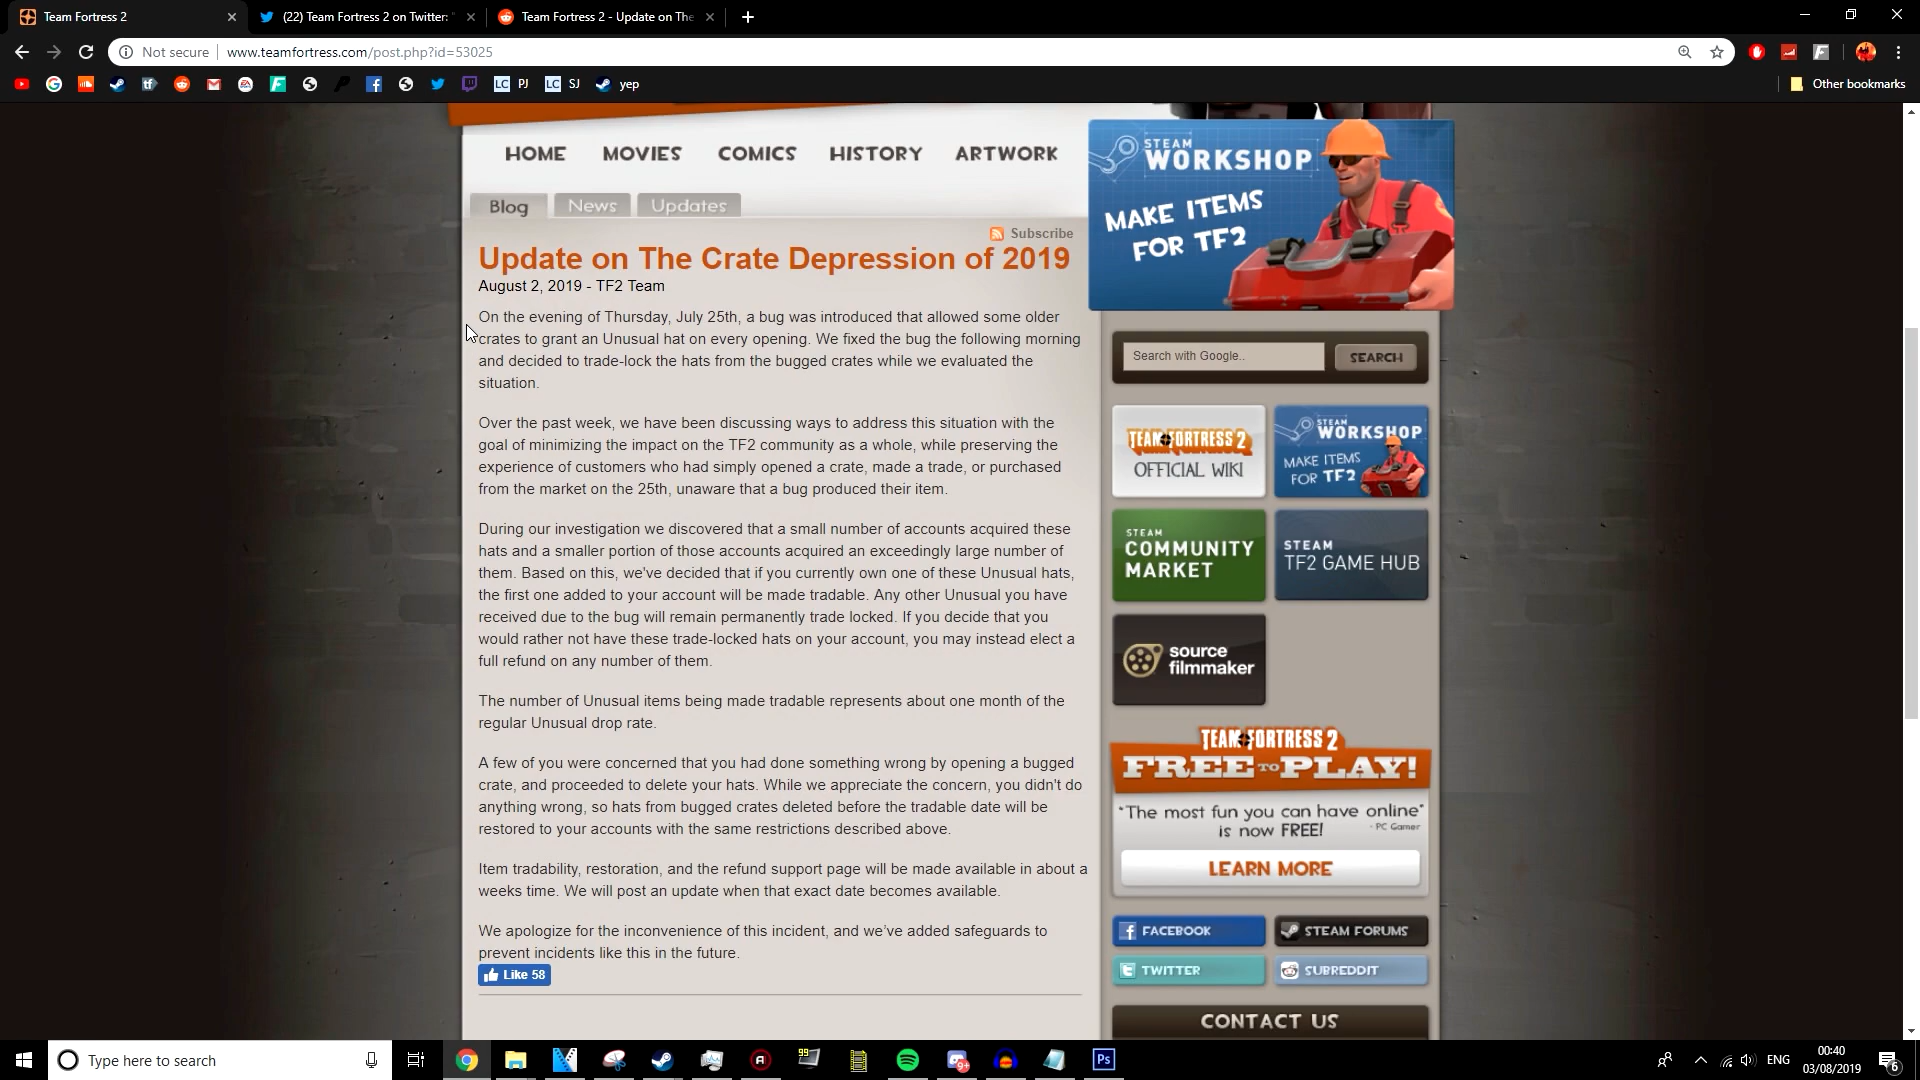 Team Fortress 2
(22) Team Fortress 2 on Twitter: "
Team Fortress 2 - Update on The
Not secure
www.teamfortress.com/post.php?id=53025
LC PJ
LC SJ
yep
Other bookmarks
HOME MOVIES COMICS HISTORY ARTWORK
Blog News Updates
Subscribe
Update on The Crate Depression of 2019
August 2, 2019 - TF2 Team
On the evening of Thursday, July 25th, a bug was introduced that allowed some older
crates to grant an Unusual hat on every opening. We fixed the bug the following morning
and decided to trade-lock the hats from the bugged crates while we evaluated the
situation.
Over the past week, we have been discussing ways to address this situation with the
goal of minimizing the impact on the TF2 community as a whole, while preserving the
experience of customers who had simply opened a crate, made a trade, or purchased
from the market on the 25th, unaware that a bug produced their item.
During our investigation we discovered that a small number of accounts acquired these
hats and a smaller portion of those accounts acquired an exceedingly large number of
them. Based on this, we've decided that if you currently own one of these Unusual hats,
the first one added to your account will be made tradable. Any other Unusual you have
received due to the bug will remain permanently trade locked. If you decide that you
would rather not have these trade-locked hats on your account, you may instead elect a
full refund on any number of them.
The number of Unusual items being made tradable represents about one month of the
regular Unusual drop rate.
A few of you were concerned that you had done something wrong by opening a bugged
crate, and proceeded to delete your hats. While we appreciate the concern, you didn't do
anything wrong, so hats from bugged crates deleted before the tradable date will be
restored to your accounts with the same restrictions described above.
Item tradability, restoration, and the refund support page will be made available in about a
weeks time. We will post an update when that exact date becomes available.
We apologize for the inconvenience of this incident, and we've added safeguards to
prevent incidents like this in the future.
Like 58
STEAM
WORKSHOP
MAKE ITEMS
FOR TF2
Search with Google..
SEARCH
TEAM FORTRESS 2
OFFICIAL WIKI
STEAM
WORKSHOP
MAKE ITEMS
FOR TF2
STEAM
COMMUNITY
MARKET
STEAM
TF2 GAME HUB
source
filmmaker
TEAM FORTRESS 2
FREE TO PLAY!
"The most fun you can have online"
is now FREE! - PC Gamer
LEARN MORE
FACEBOOK
STEAM FORUMS
TWITTER
SUBREDDIT
CONTACT US
Type here to search
99
9+
Ps
ENG
00:40
03/08/2019
6